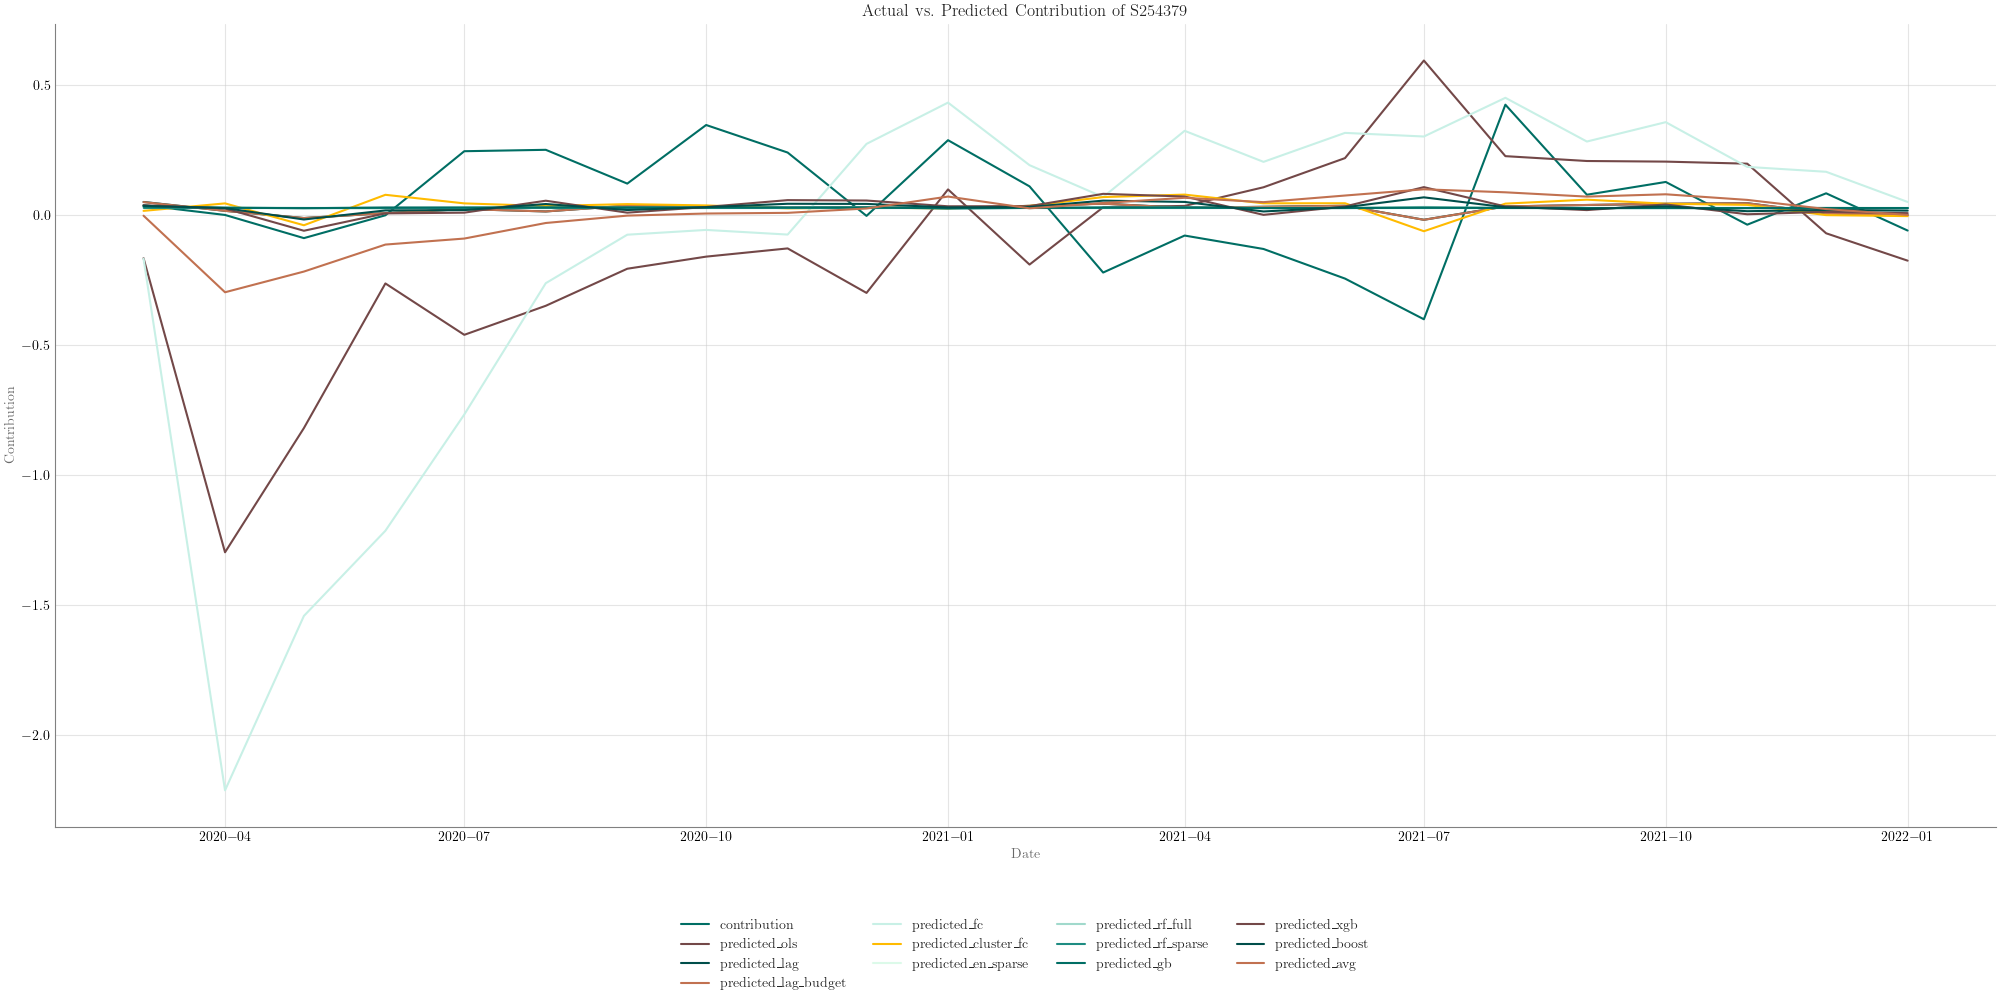 Actual vs. Predicted Contribution of S254379
0.5
0.0
−0.5
−1.0
−1.5
−2.0
Contribution
2020−04 2020−07 2020−10 2021−01 2021−04 2021−07 2021−10 2022−01
Date
contribution predicted_fc predicted_rf_full predicted_xgb
predicted_ols predicted_cluster_fc predicted_rf_sparse predicted_boost
predicted_lag predicted_en_sparse predicted_gb predicted_avg
predicted_lag_budget